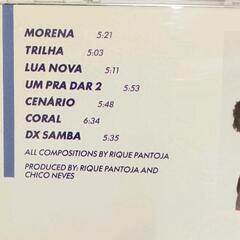 MORENA 5:21
TRILHA 5:03
LUA NOVA 5:11
UM PRA DAR 2 5:53
CENÁRIO 5:48
CORAL 6:34
DX SAMBA 5:35
ALL COMPOSITIONS BY RIQUE PANTOJA
PRODUCED BY: RIQUE PANTOJA AND
CHICO NEVES